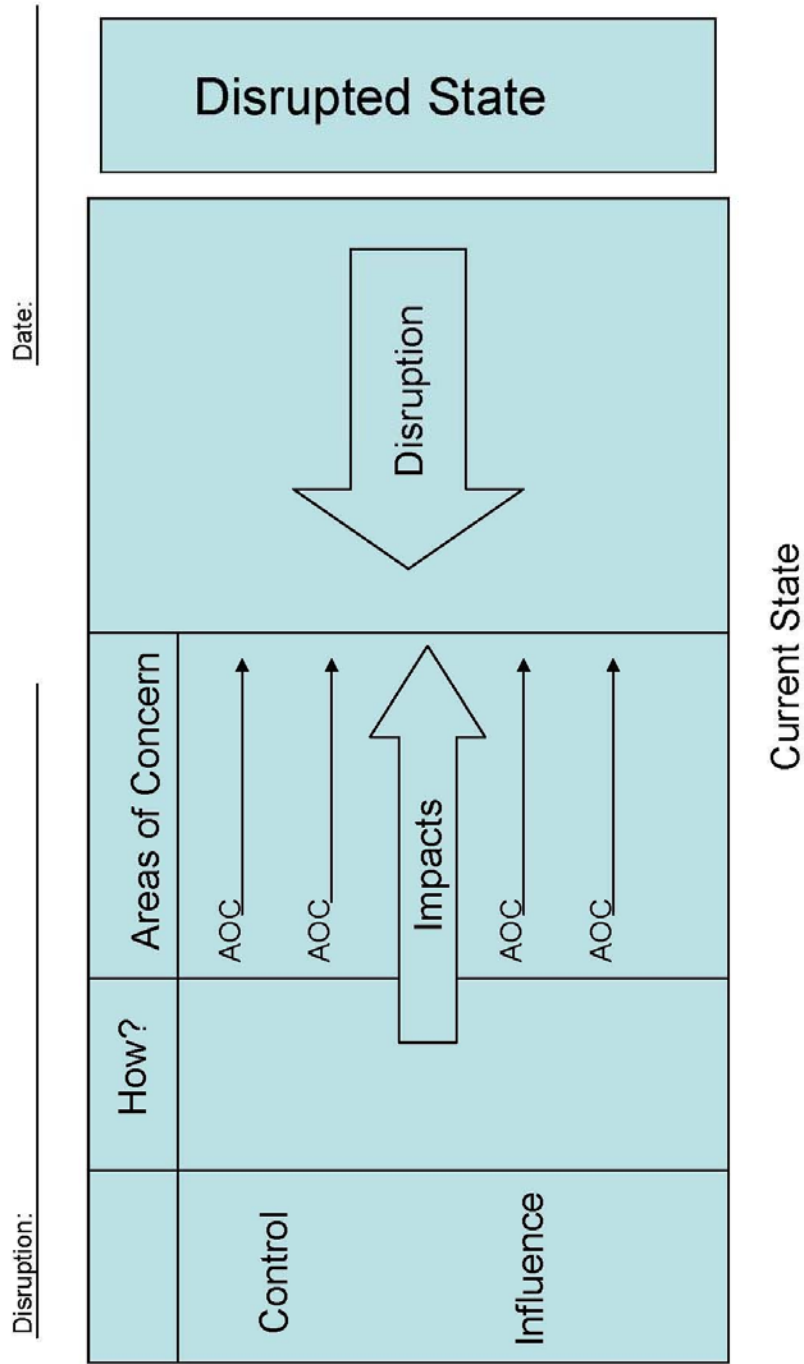 Disruption:
Date:
How?
Areas of Concern
Control
AOC
AOC
Impacts
Disruption
Disrupted State
Influence
AOC
AOC
Current State